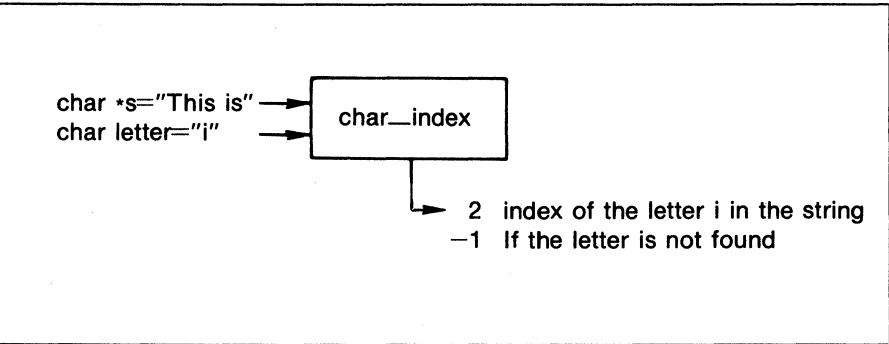 char *s="This is"
char letter="i"
char_index
2 index of the letter i in the string
−1 If the letter is not found